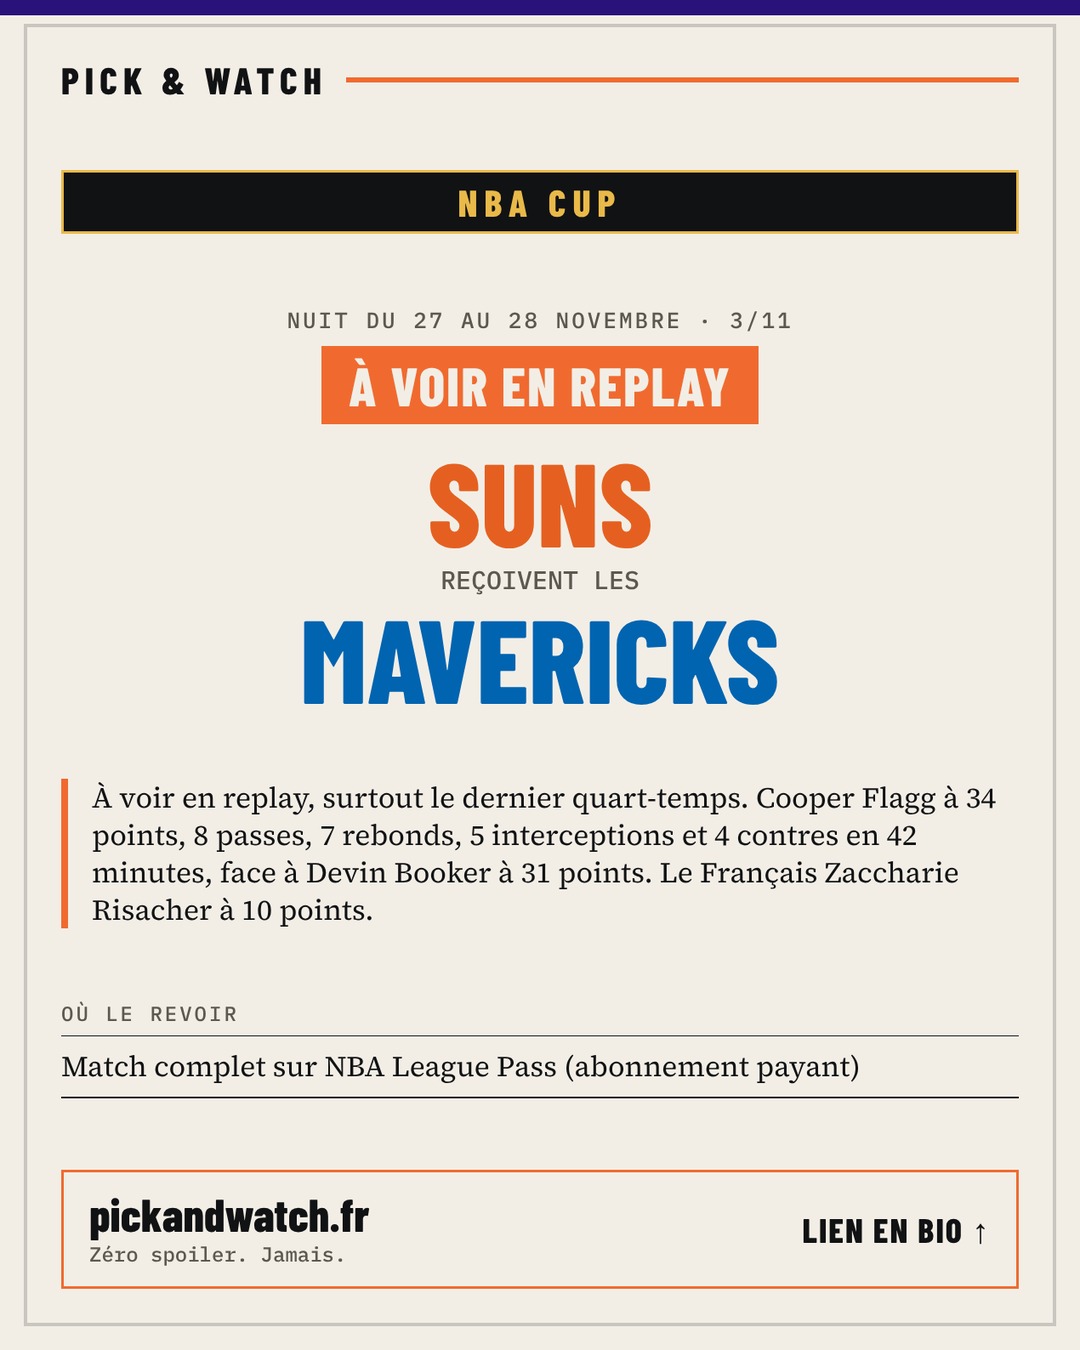 PICK & WATCH
NBA CUP
NUIT DU 27 AU 28 NOVEMBRE · 3/11
À VOIR EN REPLAY
SUNS
REÇOIVENT LES
MAVERICKS
À voir en replay, surtout le dernier quart-temps. Cooper Flagg à 34
points, 8 passes, 7 rebonds, 5 interceptions et 4 contres en 42
minutes, face à Devin Booker à 31 points. Le Français Zaccharie
Risacher à 10 points.
OÙ LE REVOIR
Match complet sur NBA League Pass (abonnement payant)
pickandwatch.fr
Zéro spoiler. Jamais.
LIEN EN BIO ↑